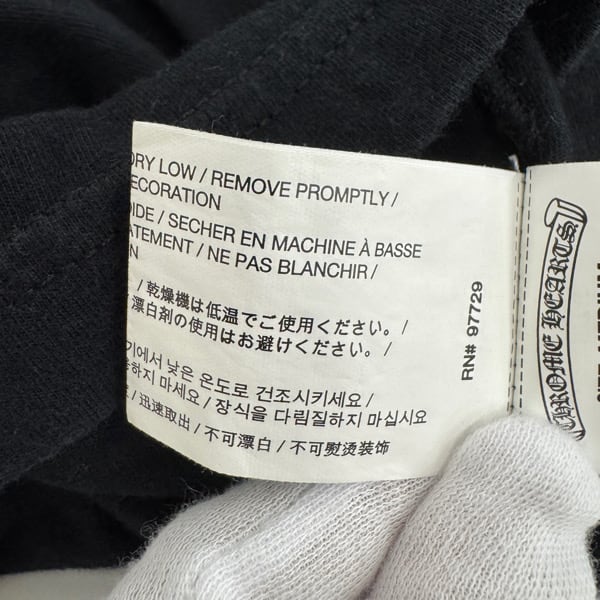 DRY LOW / REMOVE PROMPTLY /
ECORATION
OIDE / SECHER EN MACHINE À BASSE
ATEMENT / NE PAS BLANCHIR /
N
/ 乾燥機は低温でご使用ください。/
漂白剤の使用はお避けください。/
기에서 낮은 온도로 건조시키세요 /
용하지 마세요 / 장식을 다림질하지 마십시요
/ 迅速取出 / 不可漂白 / 不可熨烫装饰
RN# 97729
CHROME HEARTS